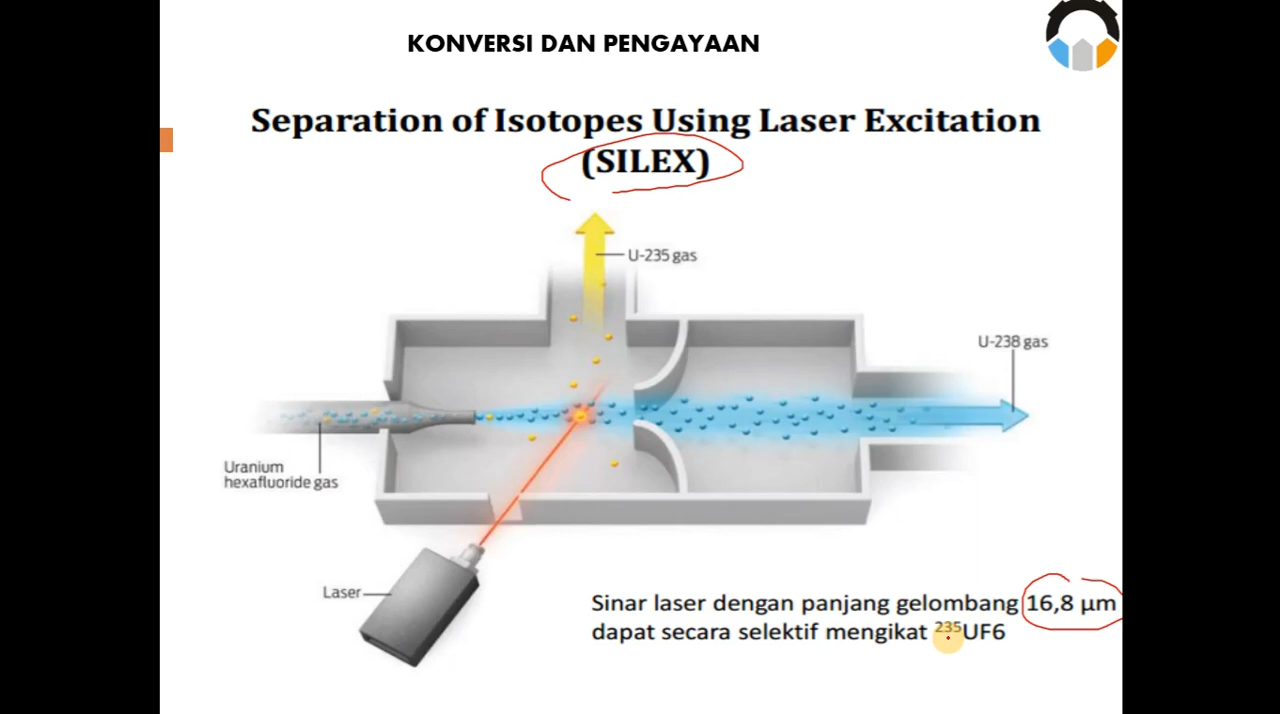 KONVERSI DAN PENGAYAAN
Separation of Isotopes Using Laser Excitation
(SILEX)
U-235 gas
U-238 gas
Uranium
hexafluoride gas
Laser
Sinar laser dengan panjang gelombang 16,8 µm
dapat secara selektif mengikat ²³⁵UF6